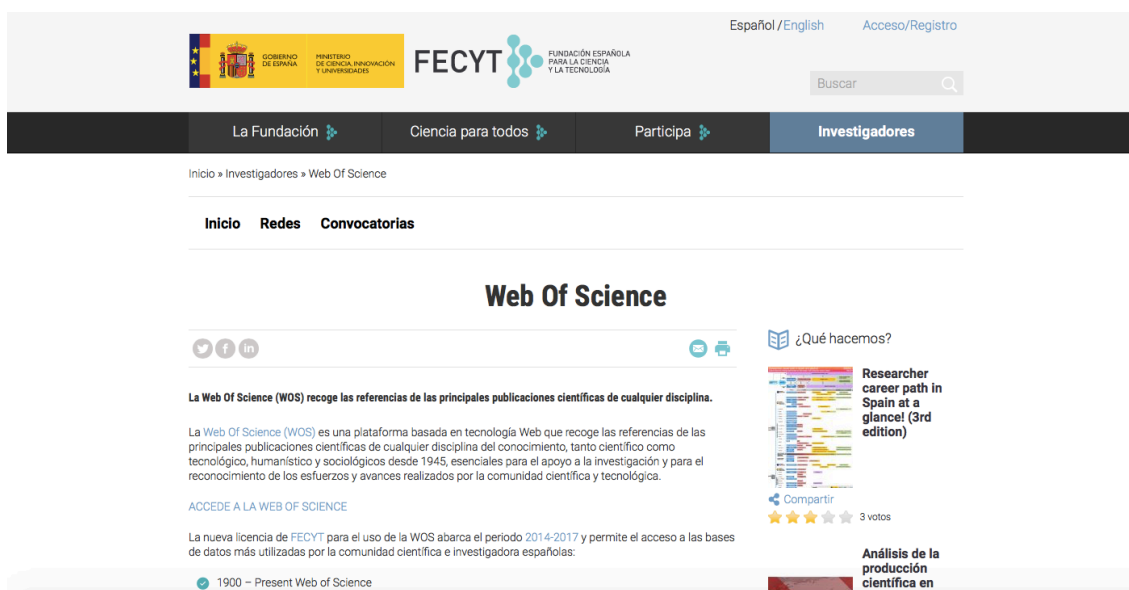 Español / English Acceso/Registro
GOBIERNO
DE ESPAÑA
MINISTERIO
DE CIENCIA, INNOVACIÓN
Y UNIVERSIDADES
FECYT
FUNDACIÓN ESPAÑOLA
PARA LA CIENCIA
Y LA TECNOLOGÍA
Buscar
La Fundación Ciencia para todos Participa Investigadores
Inicio » Investigadores » Web Of Science
Inicio Redes Convocatorias
Web Of Science
La Web Of Science (WOS) recoge las referencias de las principales publicaciones científicas de cualquier disciplina.
La Web Of Science (WOS) es una plataforma basada en tecnología Web que recoge las referencias de las
principales publicaciones científicas de cualquier disciplina del conocimiento, tanto científico como
tecnológico, humanístico y sociológicos desde 1945, esenciales para el apoyo a la investigación y para el
reconocimiento de los esfuerzos y avances realizados por la comunidad científica y tecnológica.
ACCEDE A LA WEB OF SCIENCE
La nueva licencia de FECYT para el uso de la WOS abarca el periodo 2014-2017 y permite el acceso a las bases
de datos más utilizadas por la comunidad científica e investigadora españolas:
1900 – Present Web of Science
¿Qué hacemos?
Researcher
career path in
Spain at a
glance! (3rd
edition)
Compartir
3 votos
Análisis de la
producción
científica en